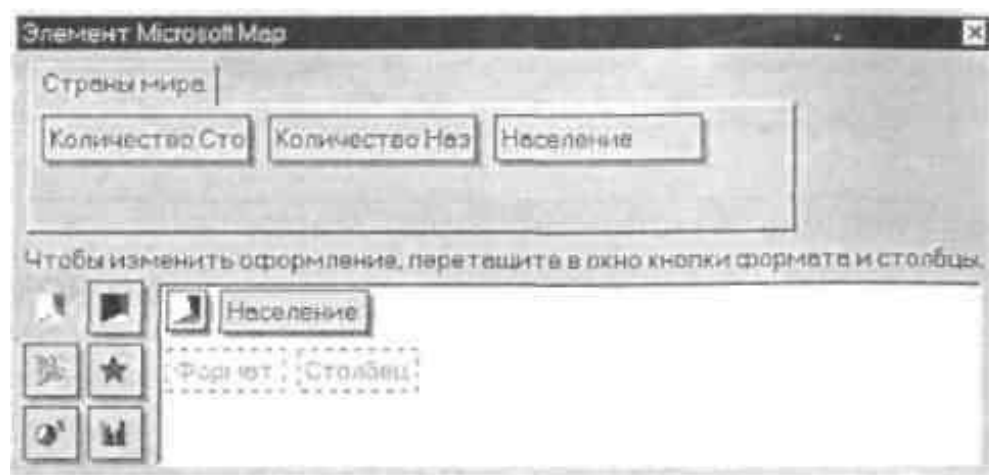 Элемент Microsoft Map
Страны мира
Количество Сто Количество Наз Население
Чтобы изменить оформление, перетащите в окно кнопки формата и столбцы.
Население
Формат Столбец